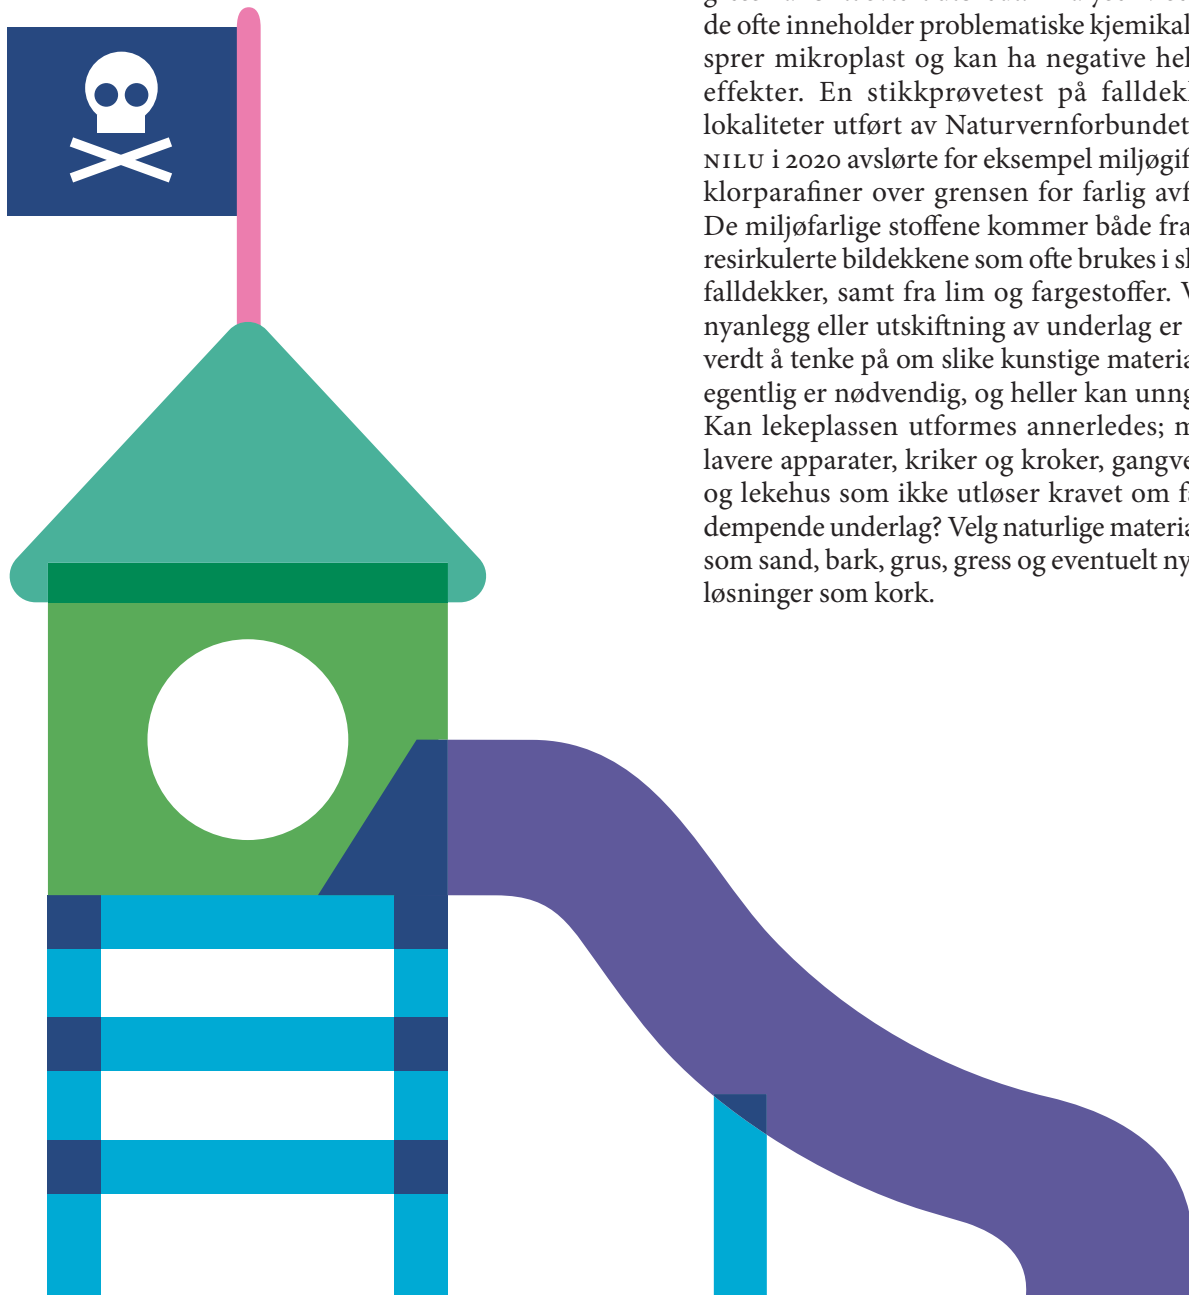 de ofte inneholder problematiske kjemikal
sprer mikroplast og kan ha negative hel
effekter. En stikkprøvetest på falldek
lokaliteter utført av Naturvernforbundet
NILU i 2020 avslørte for eksempel miljøgif
klorparafiner over grensen for farlig avf
De miljøfarlige stoffene kommer både fra
resirkulerte bildekkene som ofte brukes i sl
falldekker, samt fra lim og fargestoffer. V
nyanlegg eller utskiftning av underlag er
verdt å tenke på om slike kunstige materia
egentlig er nødvendig, og heller kan unng
Kan lekeplassen utformes annerledes; m
lavere apparater, kriker og kroker, gangve
og lekehus som ikke utløser kravet om fa
dempende underlag? Velg naturlige materia
som sand, bark, grus, gress og eventuelt ny
løsninger som kork.